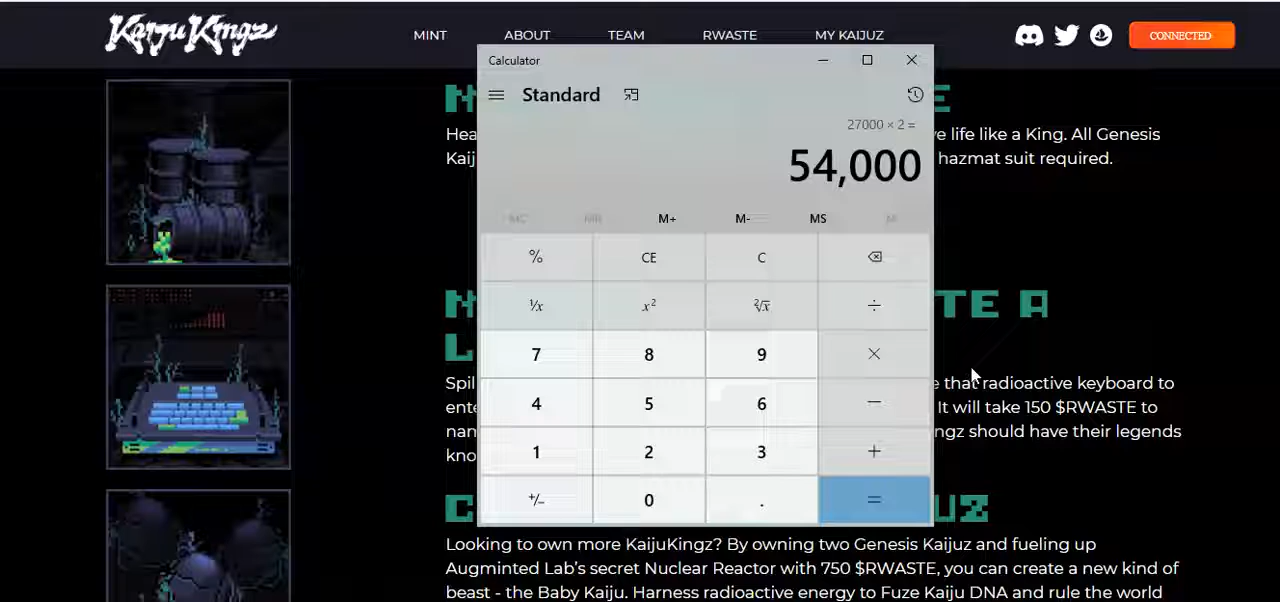 KaijuKingz
MINT
ABOUT
TEAM
RWASTE
MY KAIJUZ
CONNECTED
Calculator
Standard
27000 × 2 =
54,000
MC MR M+ M- MS
% CE C
¹/x x² ²√x ÷
7 8 9 ×
4 5 6 −
1 2 3 +
+/− 0 . =
M E
Hea ve life like a King. All Genesis
Kaij hazmat suit required.
TE A
L
Spil e that radioactive keyboard to
ente It will take 150 $RWASTE to
nan ngz should have their legends
kno
C UZ
Looking to own more KaijuKingz? By owning two Genesis Kaijuz and fueling up
Augminted Lab’s secret Nuclear Reactor with 750 $RWASTE, you can create a new kind of
beast - the Baby Kaiju. Harness radioactive energy to Fuze Kaiju DNA and rule the world